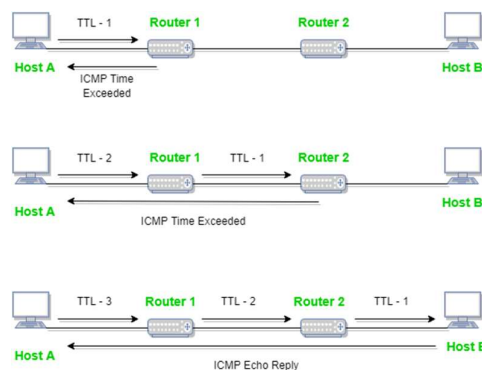 TTL - 1 Router 1 Router 2
Host A Host B
ICMP Time
Exceeded
TTL - 2 Router 1 TTL - 1 Router 2
Host A Host B
ICMP Time Exceeded
TTL - 3 Router 1 TTL - 2 Router 2 TTL - 1
Host A Host B
ICMP Echo Reply